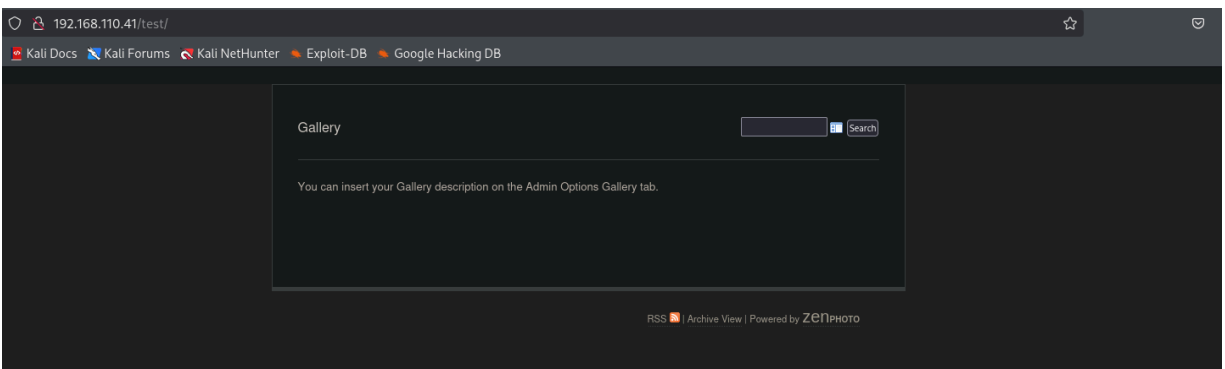 192.168.110.41/test/
Kali Docs Kali Forums Kali NetHunter Exploit-DB Google Hacking DB
Gallery Search
You can insert your Gallery description on the Admin Options Gallery tab.
RSS | Archive View | Powered by zenPHOTO